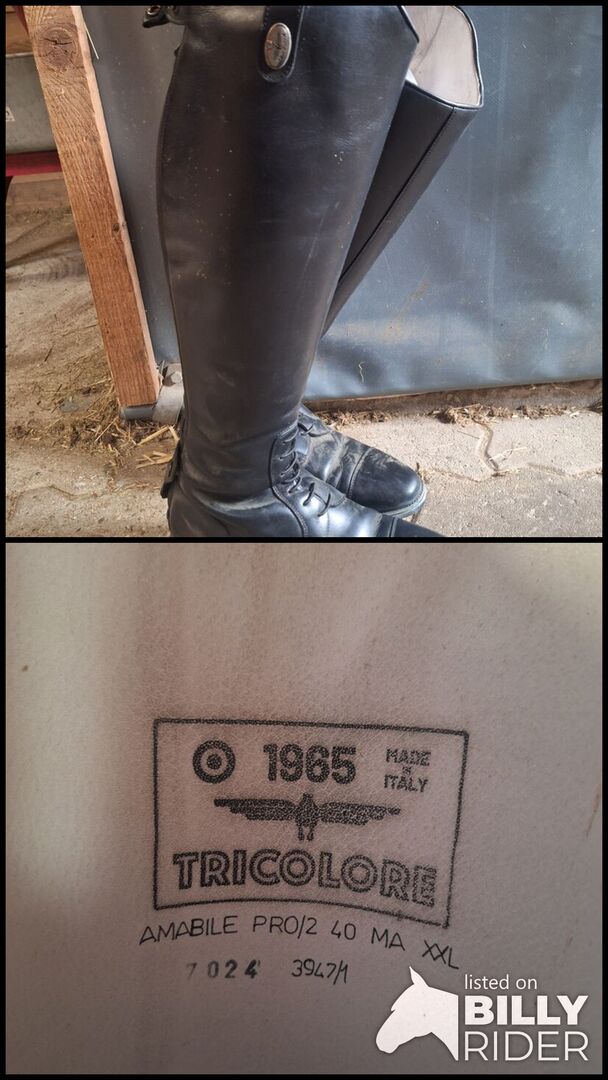 1965
MADE
IN
ITALY
TRICOLORE
AMABILE PRO/2 40 MA XXL
7024 3947/1
listed on
BILLY
RIDER